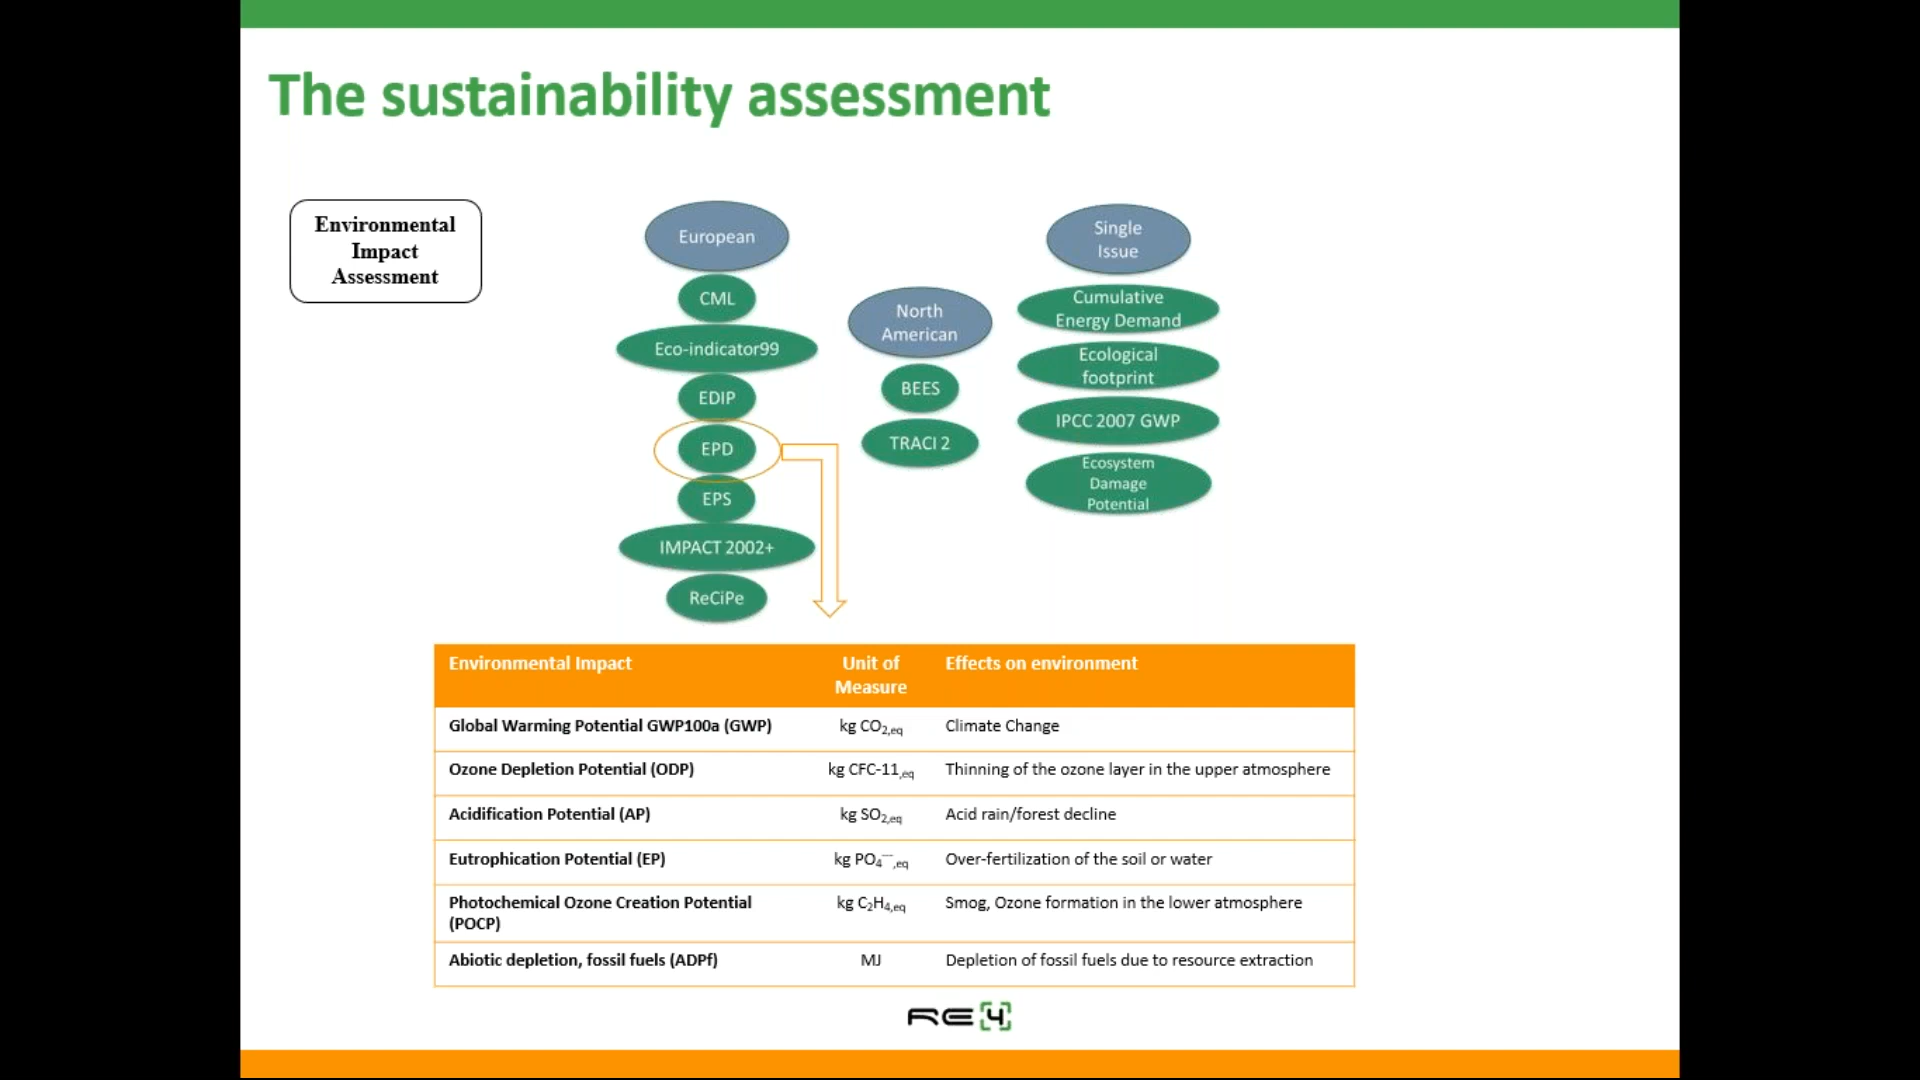 The sustainability assessment
Environmental
Impact
Assessment
European
CML
Eco-indicator99
EDIP
EPD
EPS
IMPACT 2002+
ReCiPe
North
American
BEES
TRACI 2
Single
Issue
Cumulative
Energy Demand
Ecological
footprint
IPCC 2007 GWP
Ecosystem
Damage
Potential
Environmental Impact Unit of Measure Effects on environment
Global Warming Potential GWP100a (GWP) kg CO2,eq Climate Change
Ozone Depletion Potential (ODP) kg CFC-11,eq Thinning of the ozone layer in the upper atmosphere
Acidification Potential (AP) kg SO2,eq Acid rain/forest decline
Eutrophication Potential (EP) kg PO4---,eq Over-fertilization of the soil or water
Photochemical Ozone Creation Potential (POCP) kg C2H4,eq Smog, Ozone formation in the lower atmosphere
Abiotic depletion, fossil fuels (ADPf) MJ Depletion of fossil fuels due to resource extraction
RE4